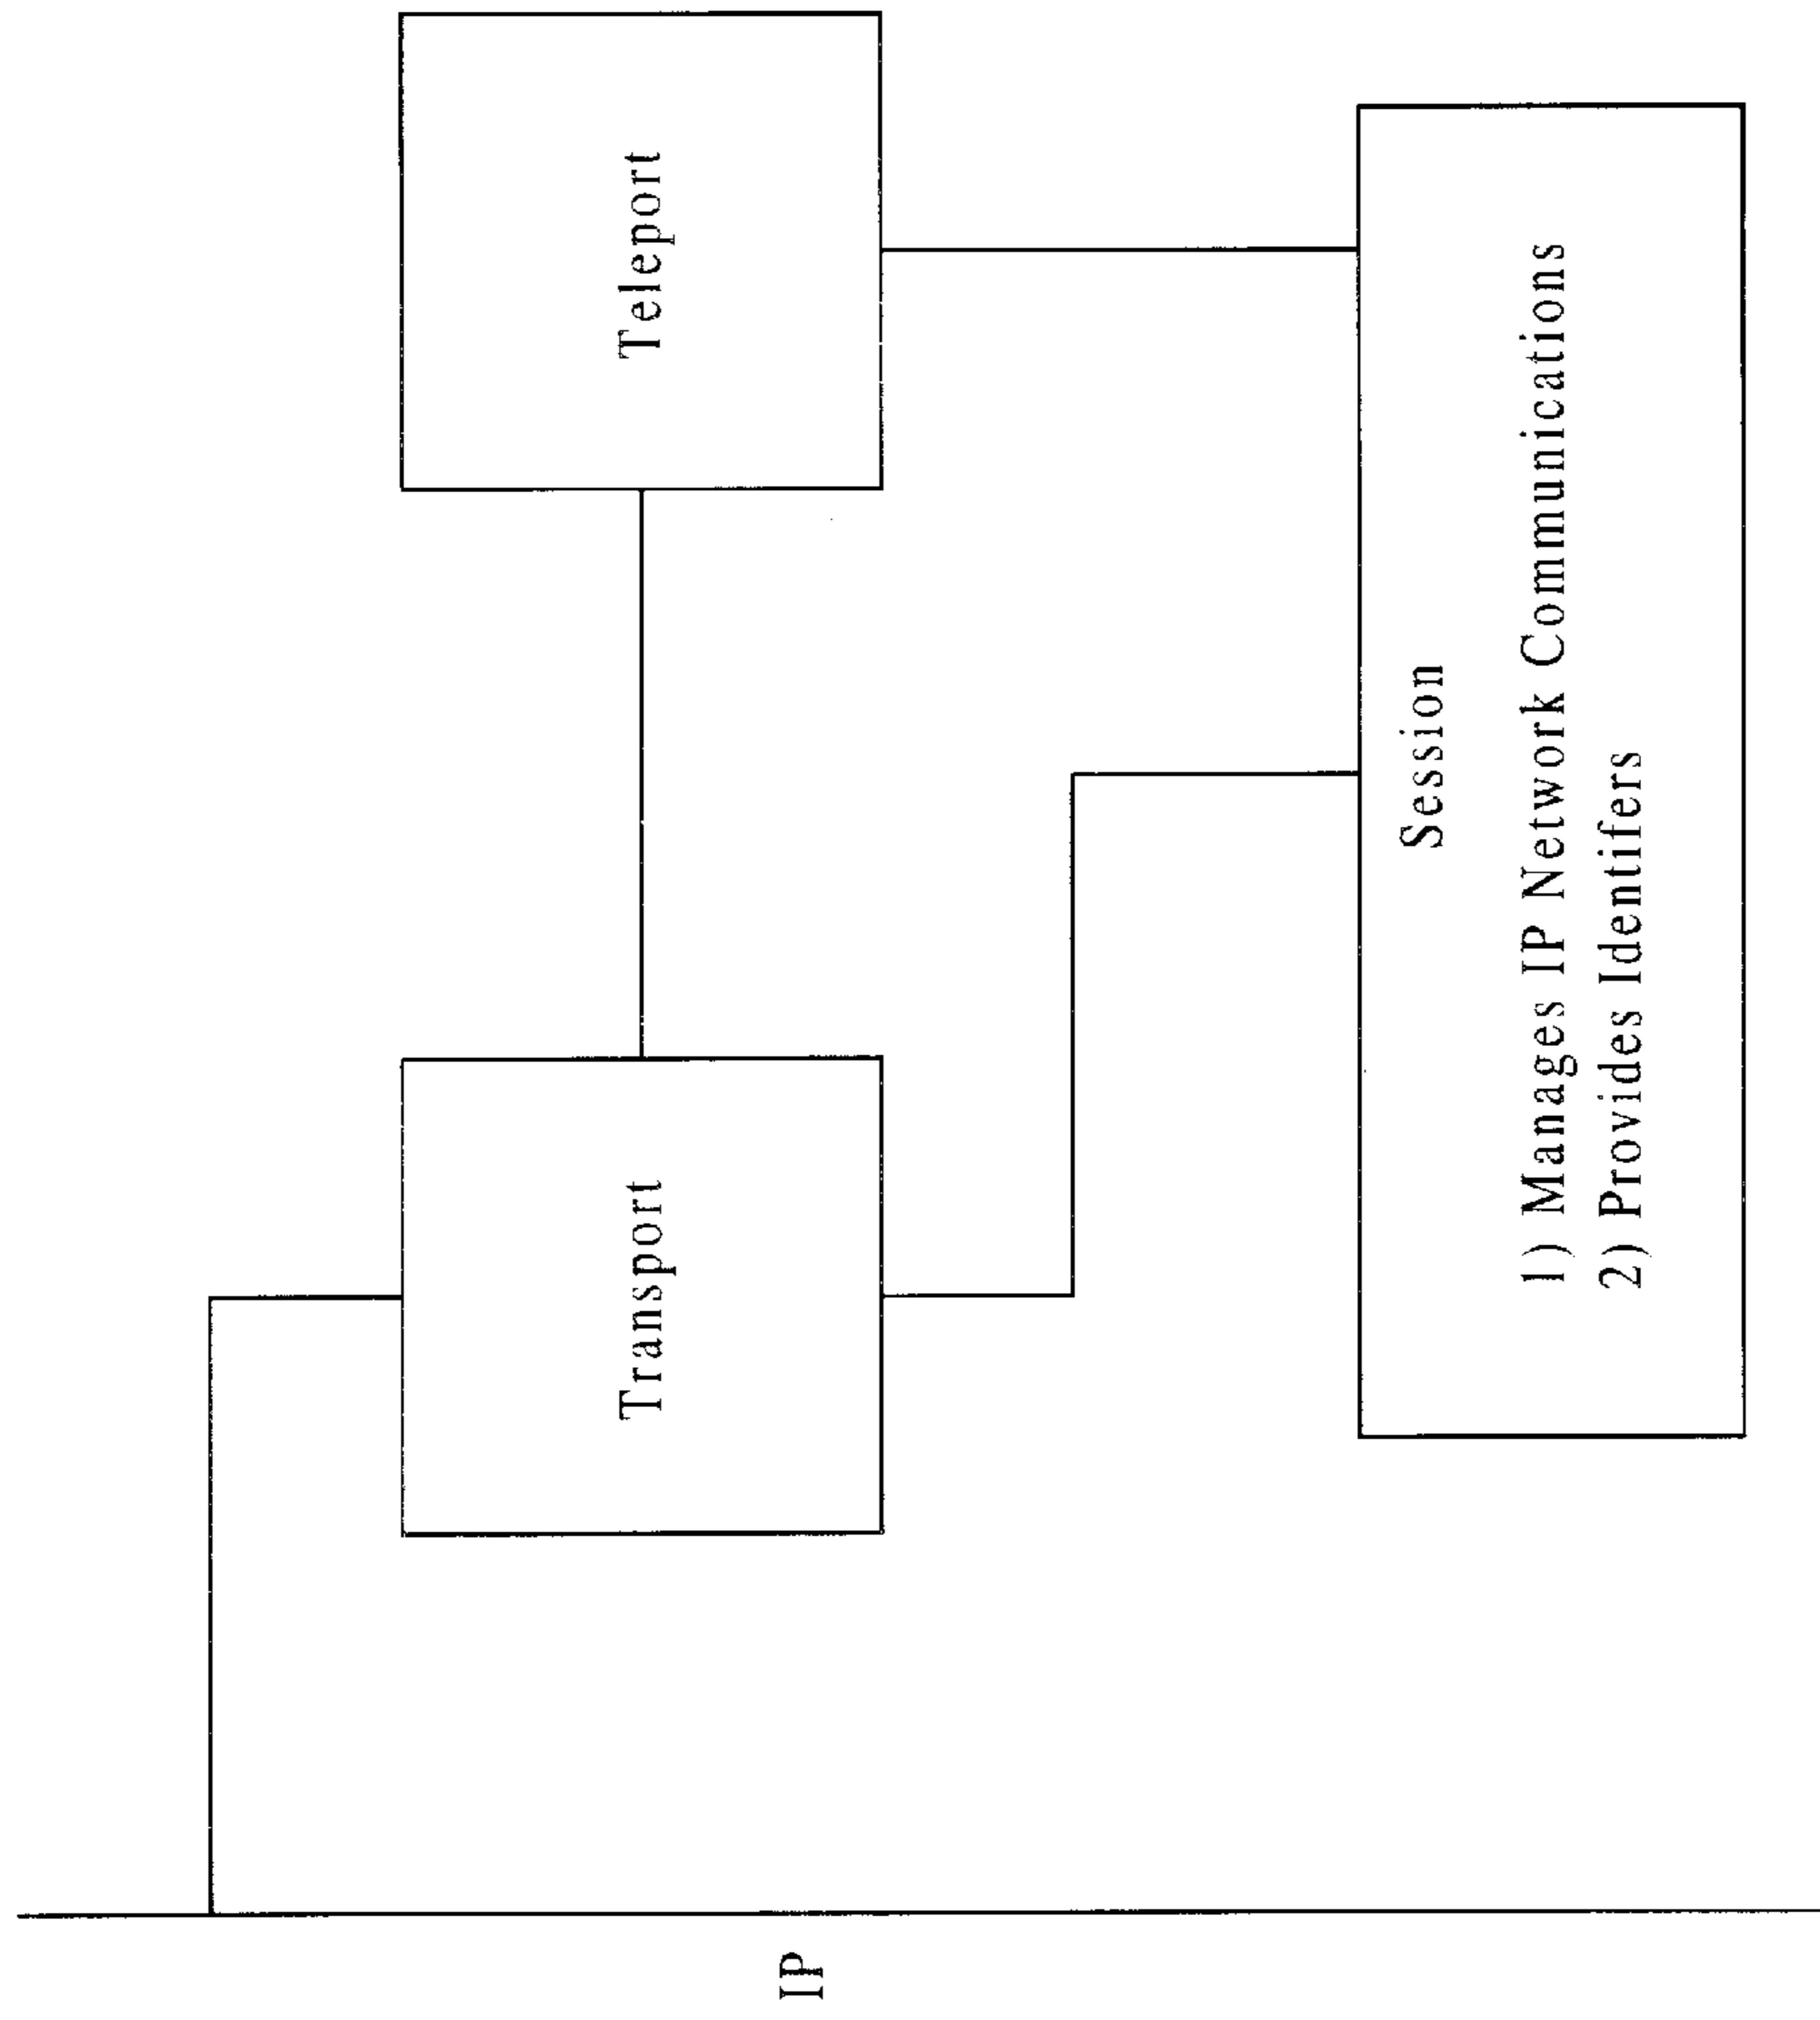 IP
Transport
Teleport
Session
1) Manages IP Network Communications
2) Provides Identifers